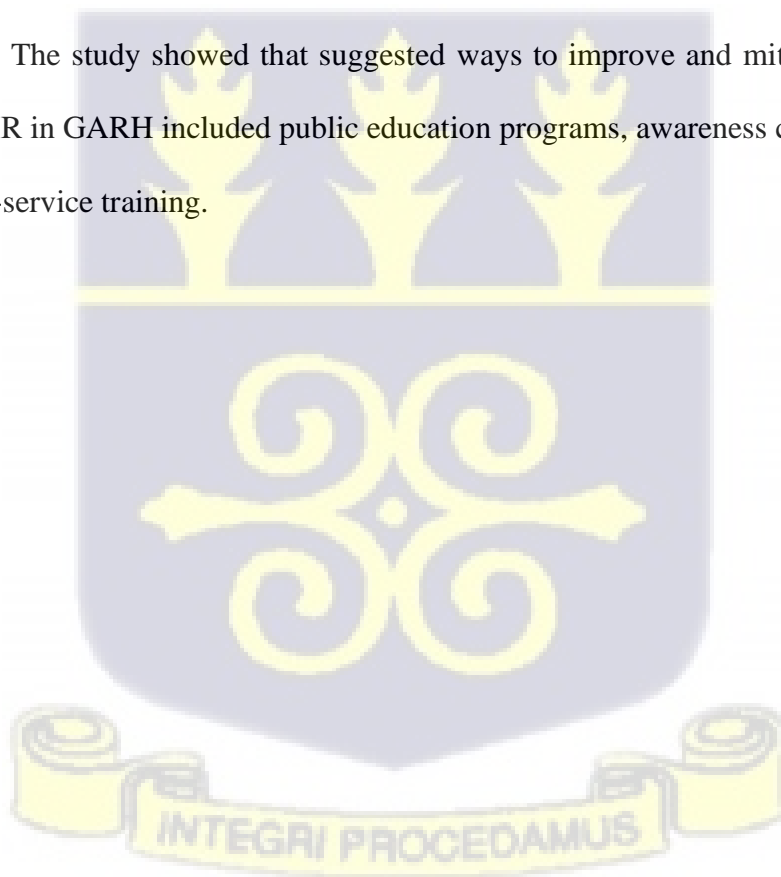 The study showed that suggested ways to improve and mit
R in GARH included public education programs, awareness c
-service training.
INTEGRI PROCEDAMUS